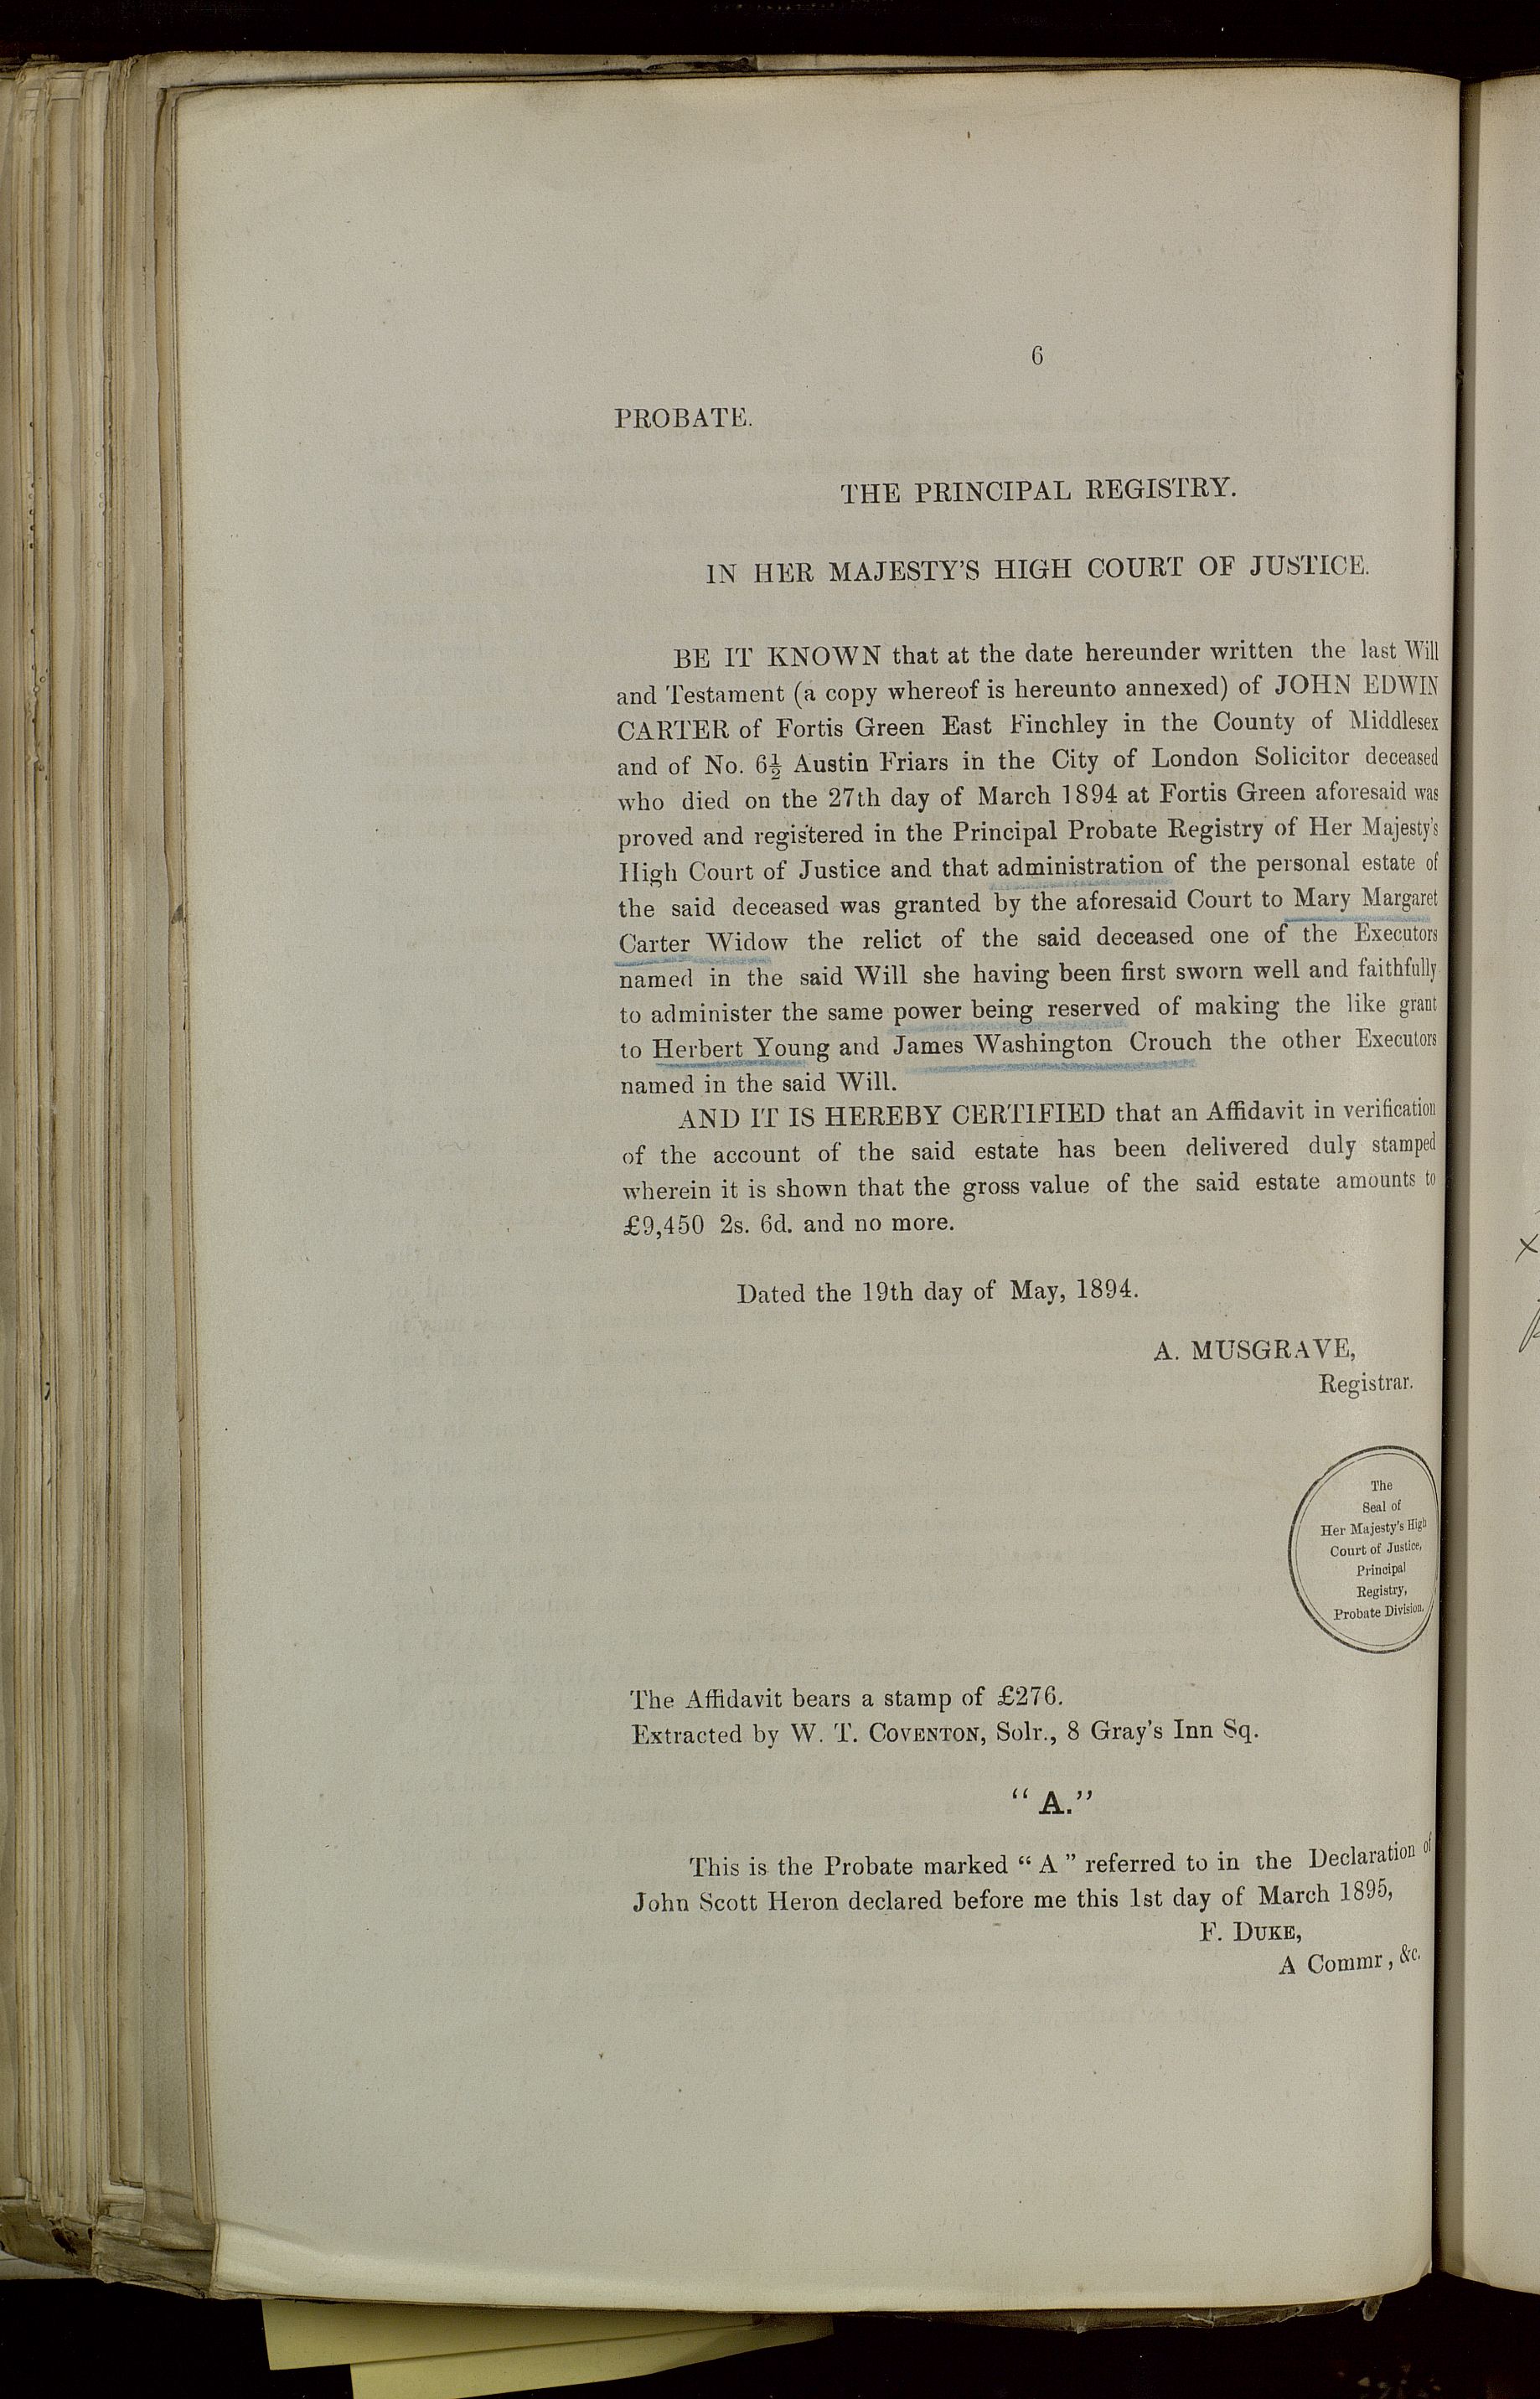 6
PROBATE.
THE PRINCIPAL REGISTRY.
IN HER MAJESTY'S HIGH COURT OF JUSTICE.
BE IT KNOWN that at the date hereunder written the last Will
and Testament (a copy whereof is hereunto annexed) of JOHN EDWIN
CARTER of Fortis Green East Finchley in the County of Middlesex
and of No. 6½ Austin Friars in the City of London Solicitor deceased
who died on the 27th day of March 1894 at Fortis Green aforesaid was
proved and registered in the Principal Probate Registry of Her Majesty's
High Court of Justice and that administration of the personal estate of
the said deceased was granted by the aforesaid Court to Mary Margaret
Carter Widow the relict of the said deceased one of the Executors
named in the said Will she having been first sworn well and faithfully
to administer the same power being reserved of making the like grant
to Herbert Young and James Washington Crouch the other Executors
named in the said Will.
AND IT IS HEREBY CERTIFIED that an Affidavit in verification
of the account of the said estate has been delivered duly stamped
wherein it is shown that the gross value of the said estate amounts to
£9,450 2s. 6d. and no more.
Dated the 19th day of May, 1894.
A. MUSGRAVE,
Registrar.
The
Seal of
Her Majesty's High
Court of Justice,
Principal
Registry,
Probate Division.
The Affidavit bears a stamp of £276.
Extracted by W. T. COVENTON, Solr., 8 Gray's Inn Sq.
"A."
This is the Probate marked "A" referred to in the Declaration of
John Scott Heron declared before me this 1st day of March 1895,
F. DUKE,
A Commr, &c.